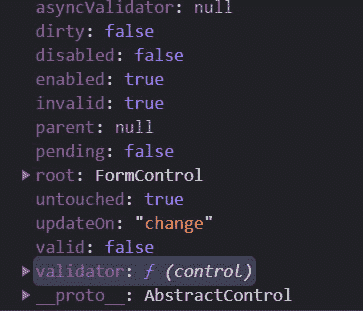 asyncValidator: null
dirty: false
disabled: false
enabled: true
invalid: true
parent: null
pending: false
root: FormControl
untouched: true
updateOn: "change"
valid: false
validator: ƒ (control)
__proto__: AbstractControl